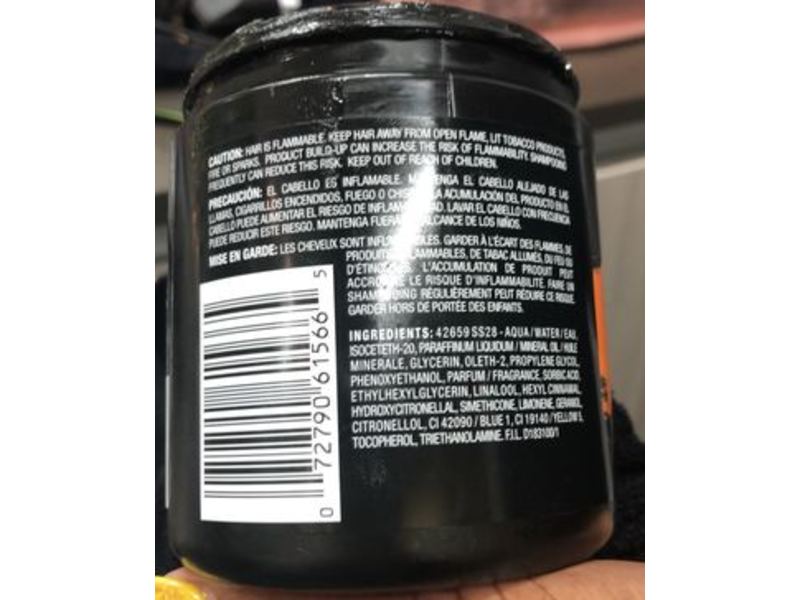 CAUTION: HAIR IS FLAMMABLE. KEEP HAIR AWAY FROM OPEN FLAME, LIT TOBACCO PRODUCTS,
FIRE OR SPARKS. PRODUCT BUILD-UP CAN INCREASE THE RISK OF FLAMMABILITY. SHAMPOOING
FREQUENTLY CAN REDUCE THIS RISK. KEEP OUT OF REACH OF CHILDREN.
PRECAUCIÓN: EL CABELLO ES INFLAMABLE. MANTENGA EL CABELLO ALEJADO DE LAS
LLAMAS, CIGARRILLOS ENCENDIDOS, FUEGO O CHISPAS. LA ACUMULACIÓN DEL PRODUCTO EN EL
CABELLO PUEDE AUMENTAR EL RIESGO DE INFLAMABILIDAD. LAVAR EL CABELLO CON FRECUENCIA
PUEDE REDUCIR ESTE RIESGO. MANTENGA FUERA DEL ALCANCE DE LOS NIÑOS.
MISE EN GARDE: LES CHEVEUX SONT INFLAMMABLES. GARDER À L'ÉCART DES FLAMMES, DE
PRODUITS INFLAMMABLES, DE TABAC ALLUMÉS, DU FEU OU
D'ÉTINCELLES. L'ACCUMULATION DE PRODUIT PEUT
ACCROÎTRE LE RISQUE D'INFLAMMABILITÉ. FAIRE UN
SHAMPOOING RÉGULIÈREMENT PEUT RÉDUIRE CE RISQUE.
GARDER HORS DE PORTÉE DES ENFANTS.
INGREDIENTS: 42659 SS28 - AQUA / WATER / EAU,
ISOCETETH-20, PARAFFINUM LIQUIDUM / MINERAL OIL / HUILE
MINERALE, GLYCERIN, OLETH-2, PROPYLENE GLYCOL,
PHENOXYETHANOL, PARFUM / FRAGRANCE, SORBIC ACID,
ETHYLHEXYLGLYCERIN, LINALOOL, HEXYL CINNAMAL,
HYDROXYCITRONELLAL, SIMETHICONE, LIMONENE, GERANIOL,
CITRONELLOL, CI 42090 / BLUE 1, CI 19140 / YELLOW 5,
TOCOPHEROL, TRIETHANOLAMINE. F.I.L. D183100/1
0 72790 61566 5